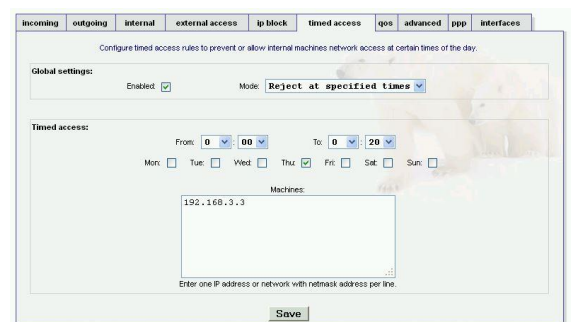 incoming outgoing internal external access ip block timed access qos advanced ppp interfaces
Configure timed access rules to prevent or allow internal machines network access at certain times of the day.
Global settings:
Enabled: Mode: Reject at specified times
Timed access:
From: 0 : 00 To: 0 : 20
Mon: Tue: Wed: Thu: Fri: Sat: Sun:
Machines:
192.168.3.3
Enter one IP address or network with netmask address per line.
Save